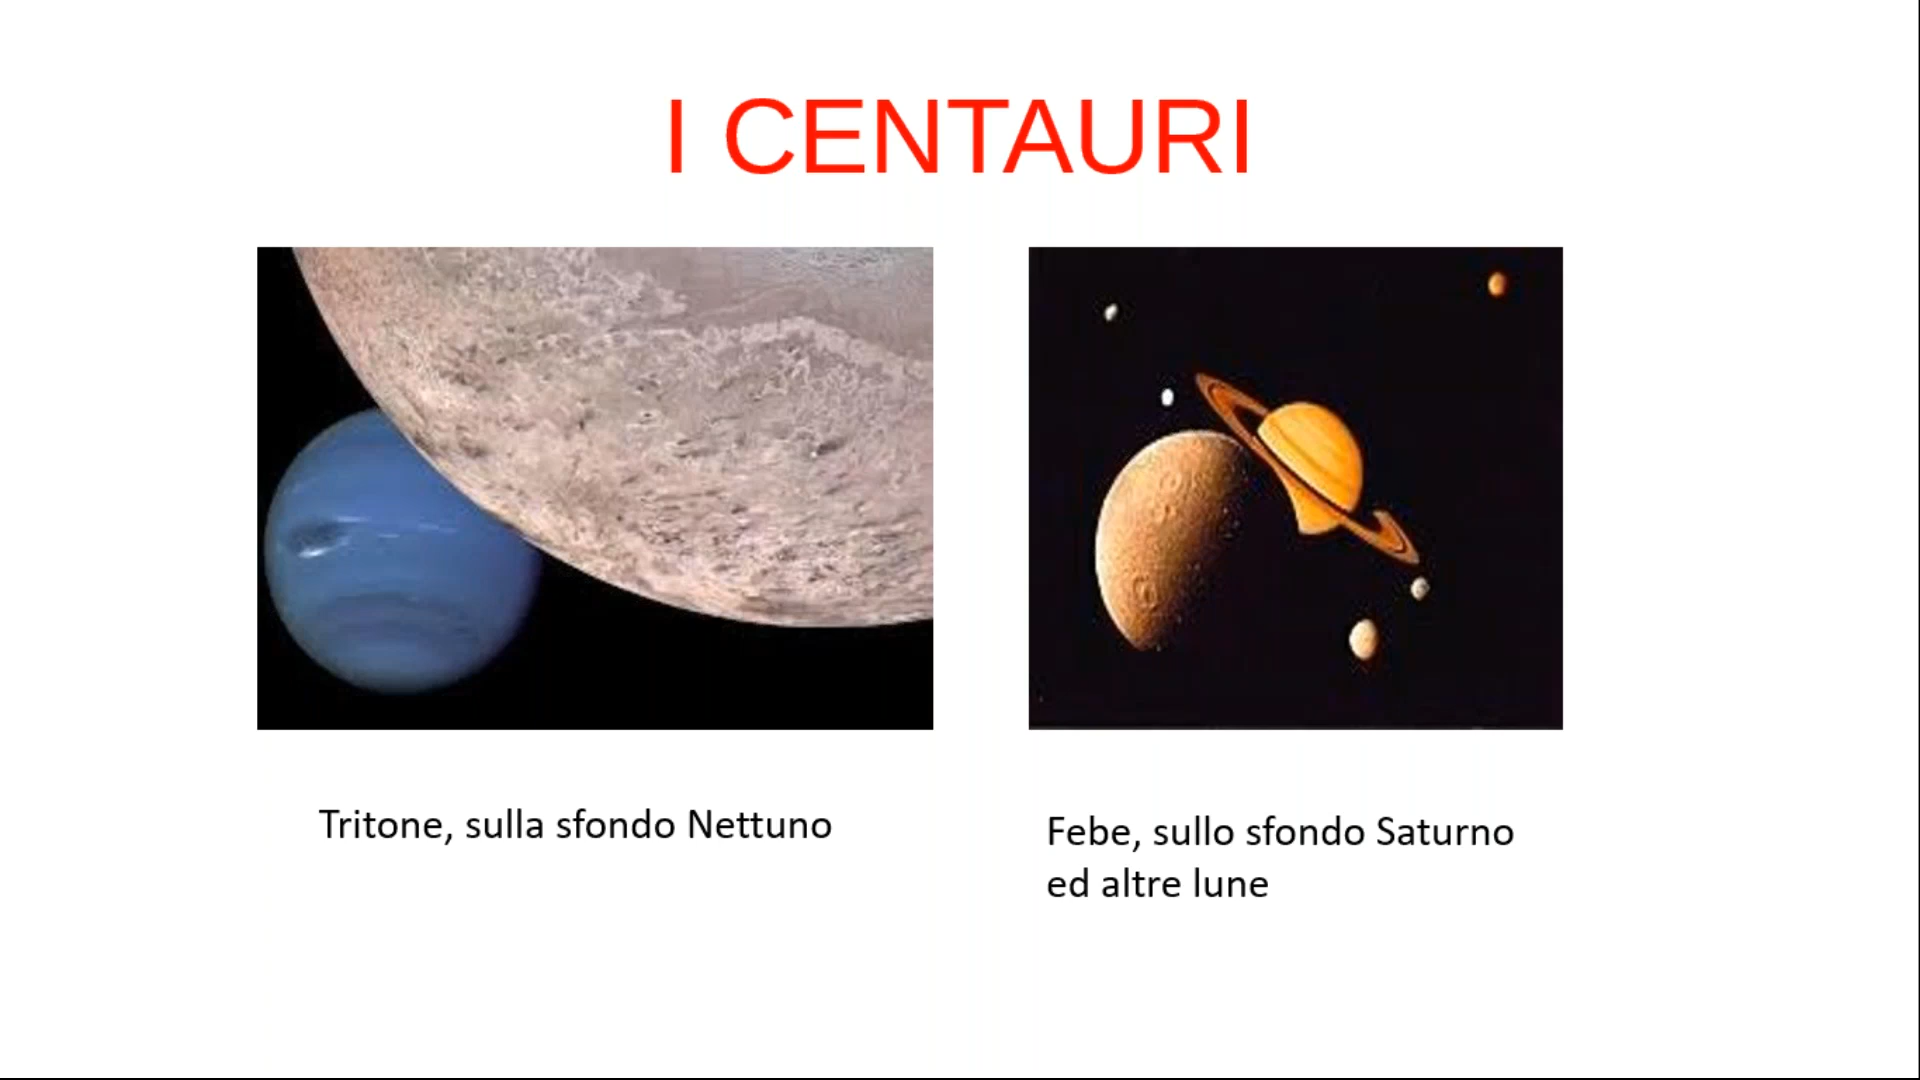 I CENTAURI
Tritone, sulla sfondo Nettuno
Febe, sullo sfondo Saturno
ed altre lune